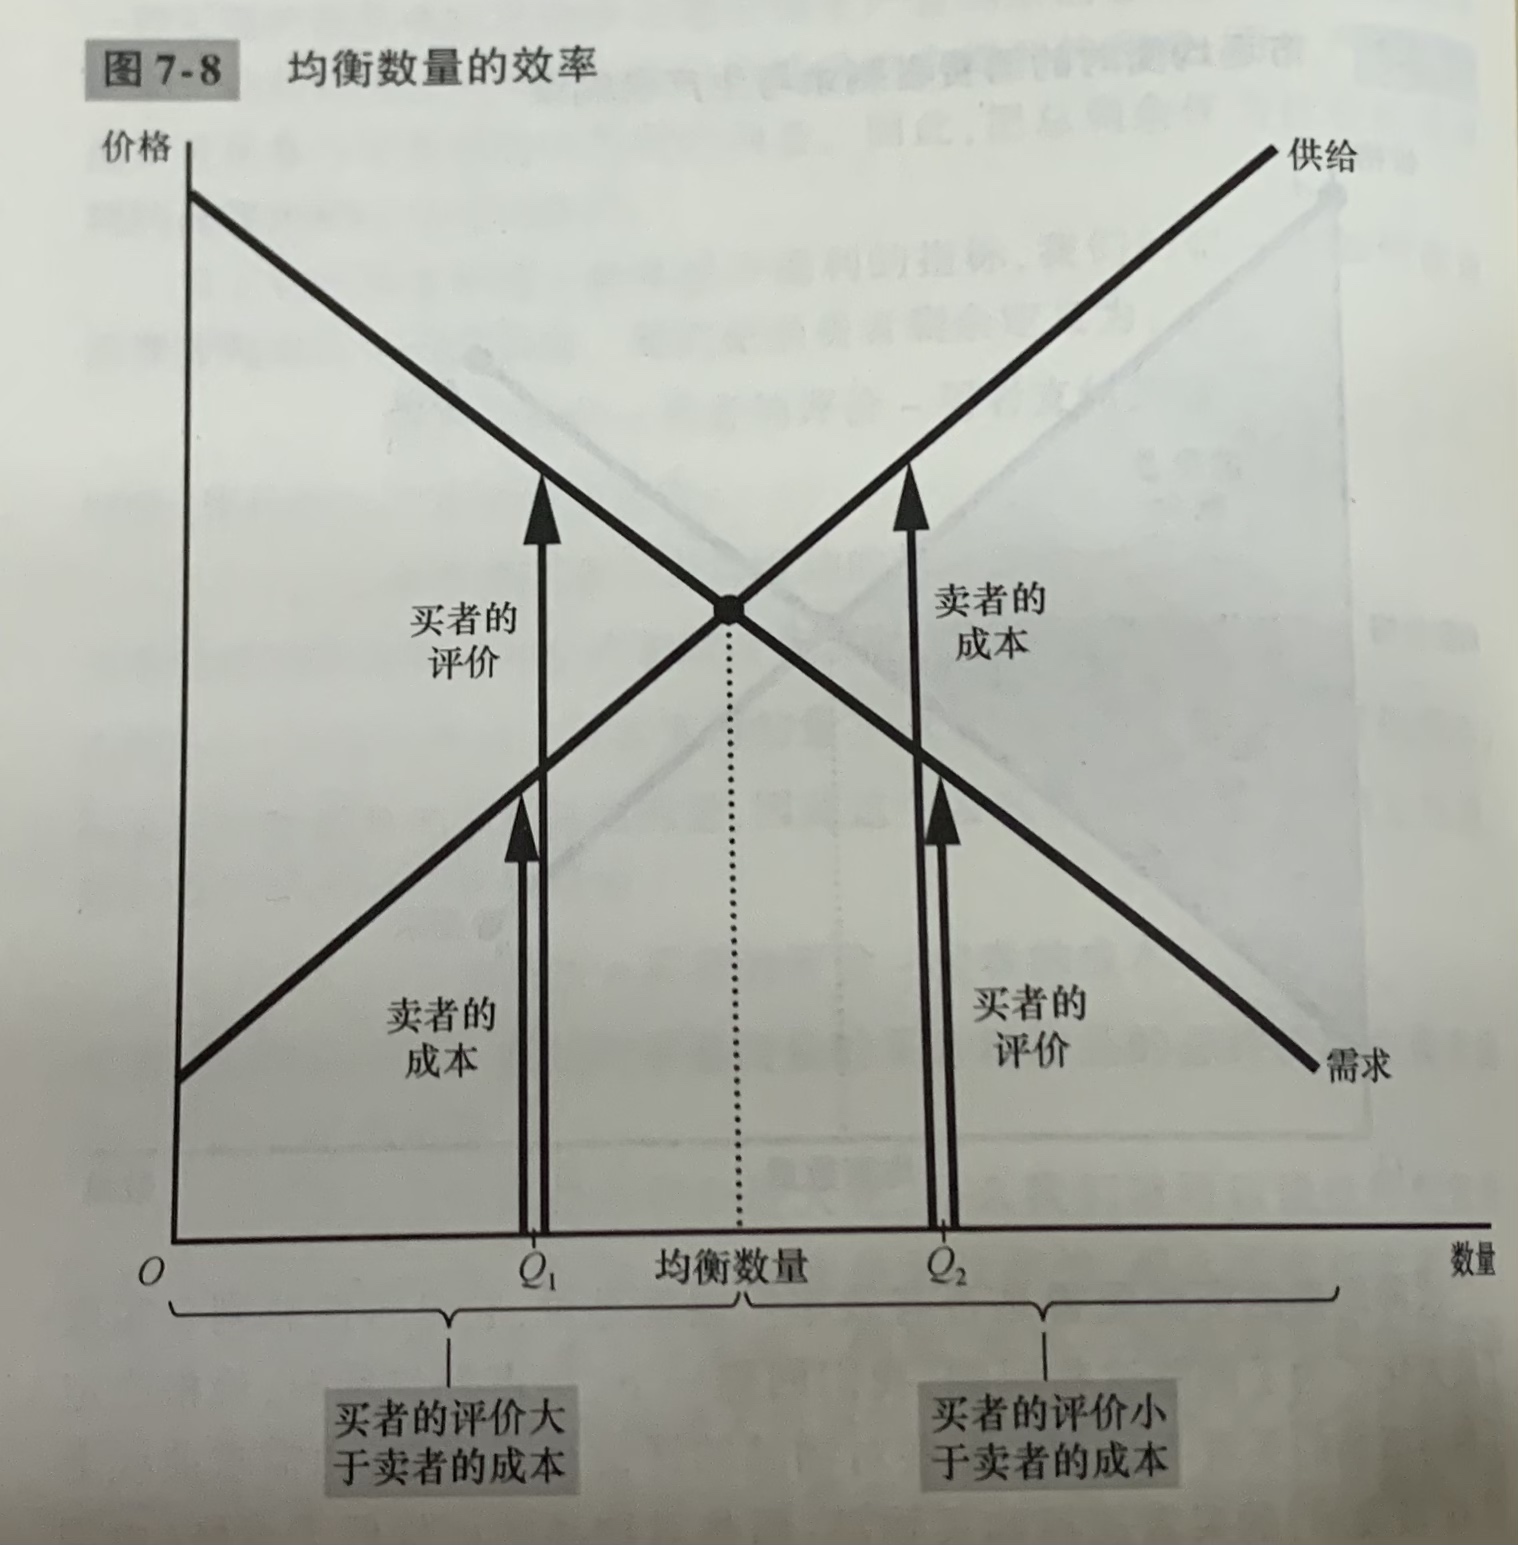 图 7-8 均衡数量的效率
价格
供给
买者的
评价
卖者的
成本
卖者的
成本
买者的
评价
需求
O
Q1
均衡数量
Q2
数量
买者的评价大
于卖者的成本
买者的评价小
于卖者的成本